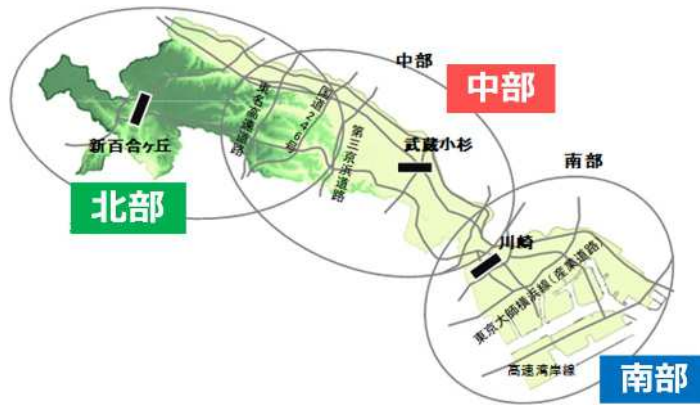 中部
中部
新百合ヶ丘
東名高速道路
国道246号
第三京浜道路
武蔵小杉
南部
北部
川崎
東京大師横浜線(産業道路)
高速湾岸線
南部